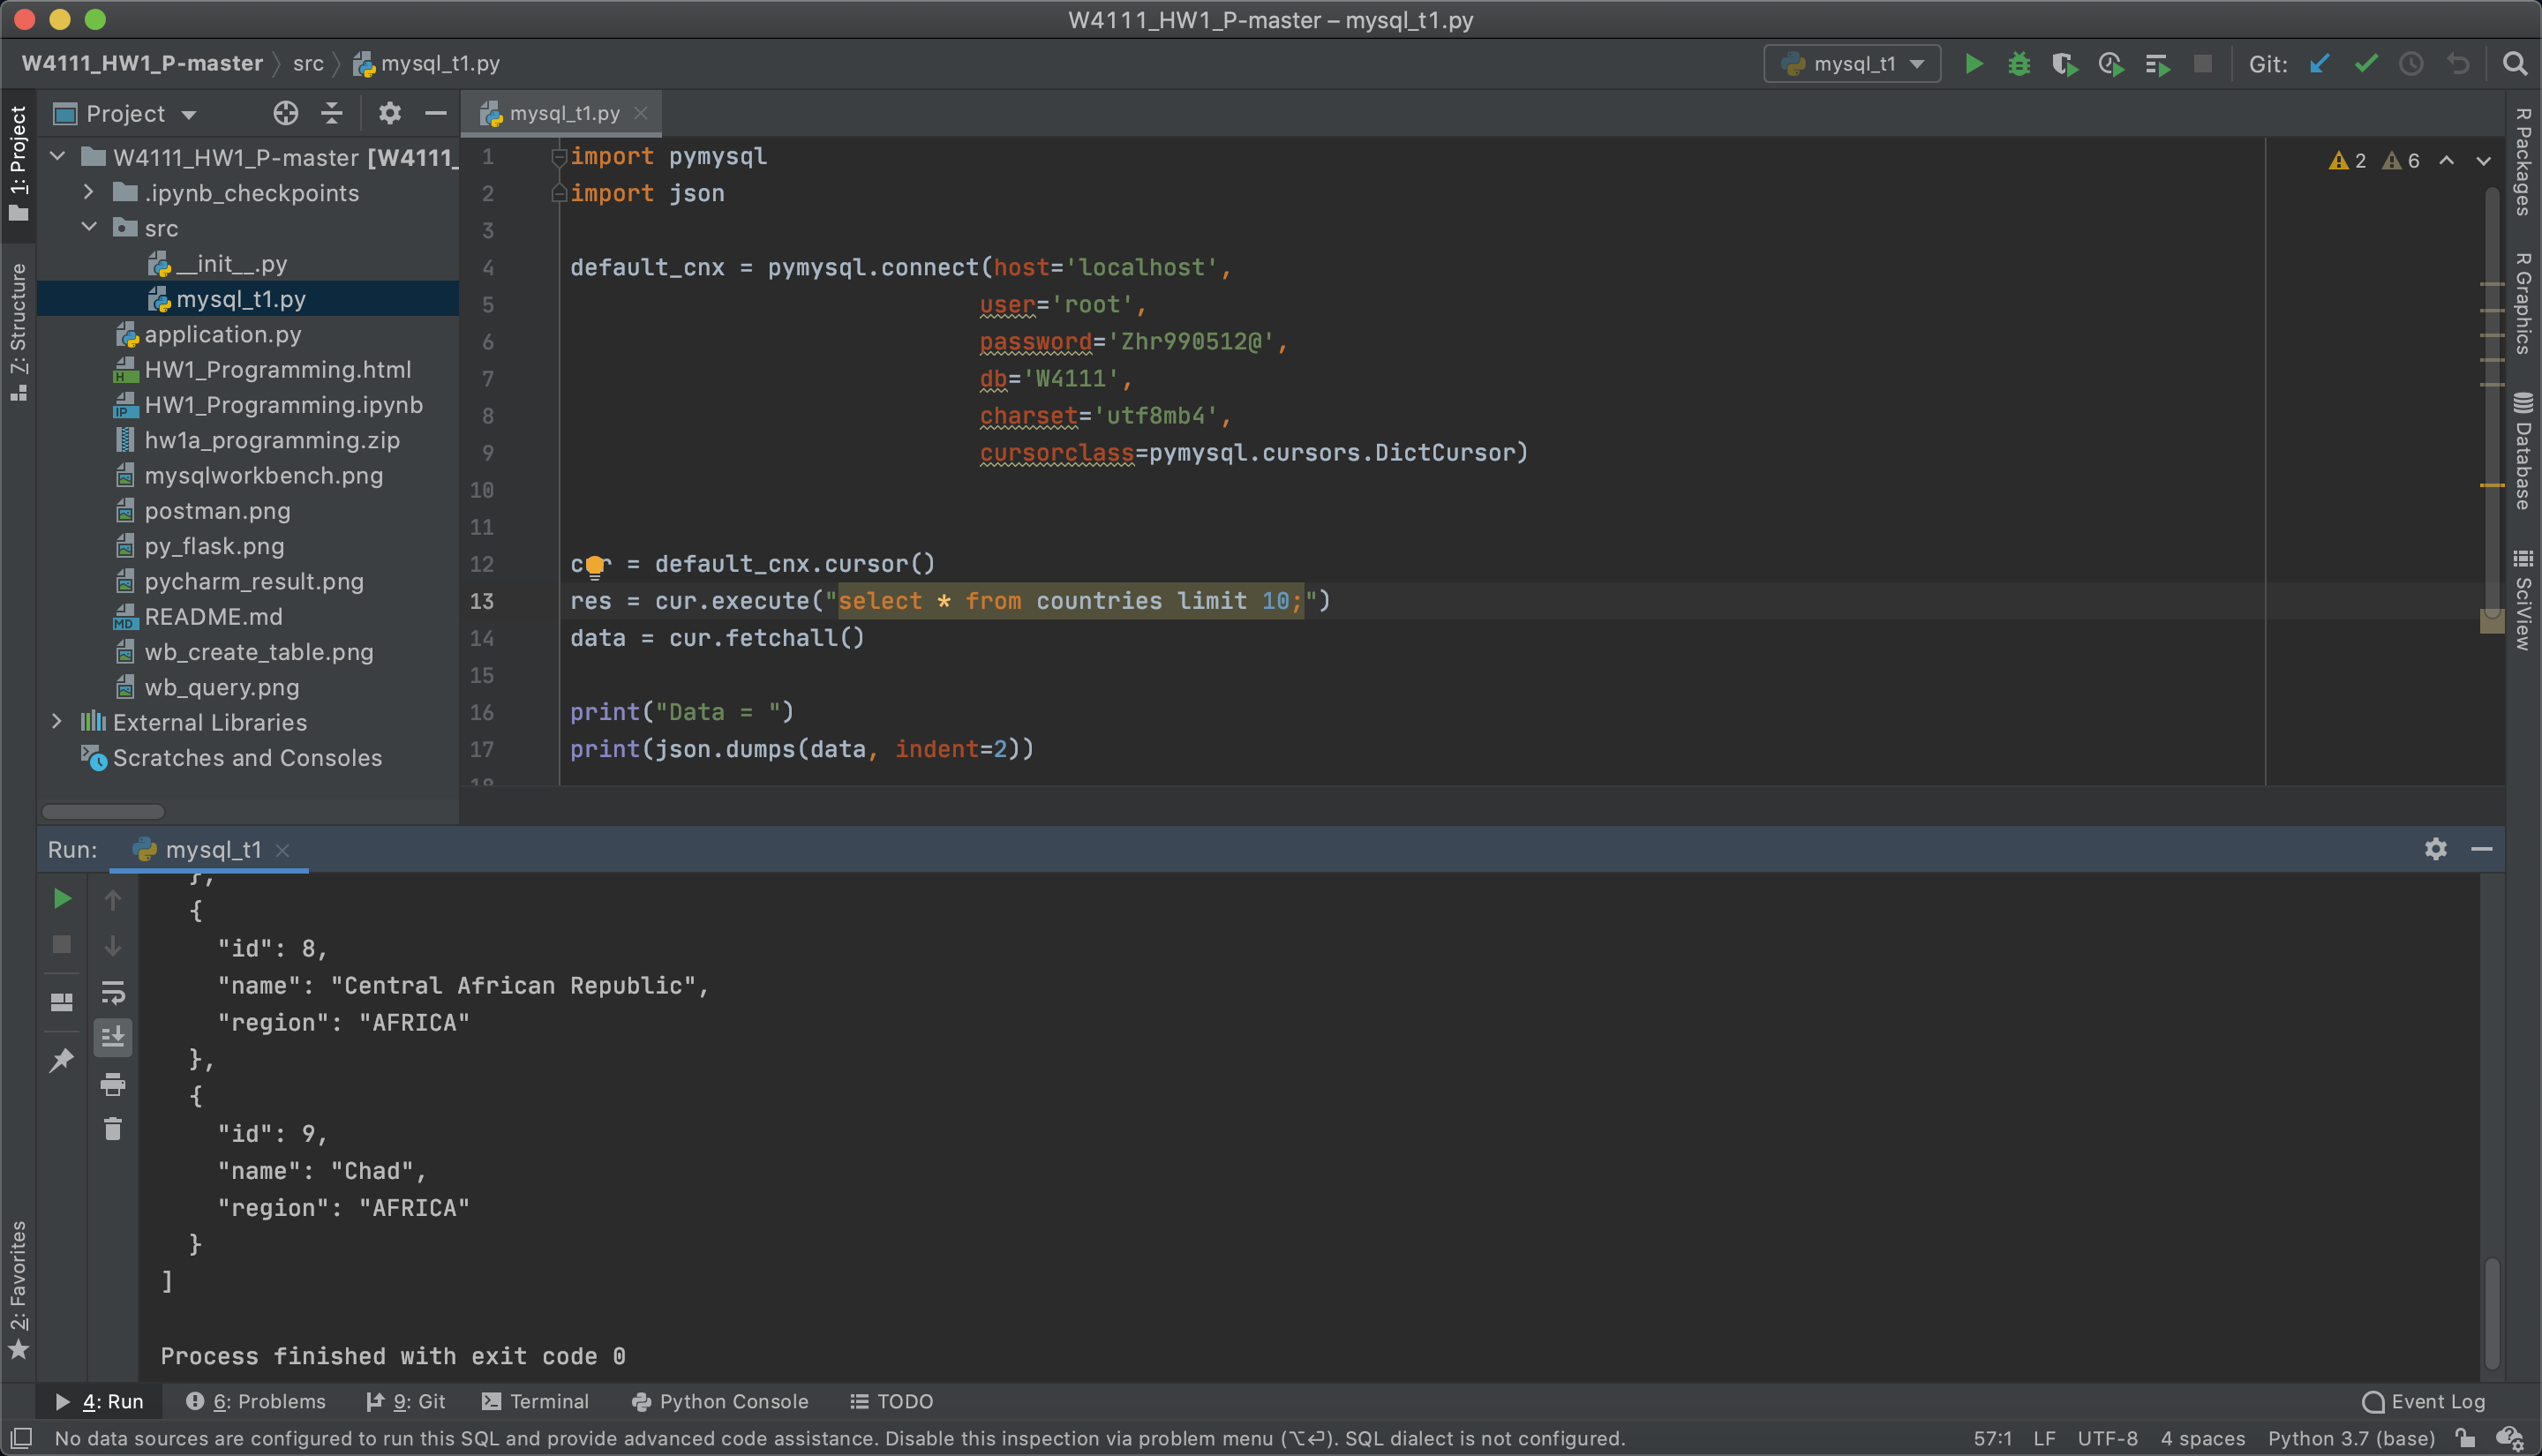 W4111_HW1_P-master – mysql_t1.py
W4111_HW1_P-master src mysql_t1.py
mysql_t1
Git:
Project
mysql_t1.py
1: Project
7: Structure
2: Favorites
W4111_HW1_P-master [W4111_
.ipynb_checkpoints
src
__init__.py
mysql_t1.py
application.py
HW1_Programming.html
HW1_Programming.ipynb
hw1a_programming.zip
mysqlworkbench.png
postman.png
py_flask.png
pycharm_result.png
README.md
wb_create_table.png
wb_query.png
External Libraries
Scratches and Consoles
2 6
1 import pymysql
2 import json
3
4 default_cnx = pymysql.connect(host='localhost',
5 user='root',
6 password='Zhr990512@',
7 db='W4111',
8 charset='utf8mb4',
9 cursorclass=pymysql.cursors.DictCursor)
10
11
12 cur = default_cnx.cursor()
13 res = cur.execute("select * from countries limit 10;")
14 data = cur.fetchall()
15
16 print("Data = ")
17 print(json.dumps(data, indent=2))
18
R Packages
R Graphics
Database
SciView
Run: mysql_t1
},
{
"id": 8,
"name": "Central African Republic",
"region": "AFRICA"
},
{
"id": 9,
"name": "Chad",
"region": "AFRICA"
}
]
Process finished with exit code 0
4: Run 6: Problems 9: Git Terminal Python Console TODO Event Log
No data sources are configured to run this SQL and provide advanced code assistance. Disable this inspection via problem menu (⌥⏎). SQL dialect is not configured. 57:1 LF UTF-8 4 spaces Python 3.7 (base)